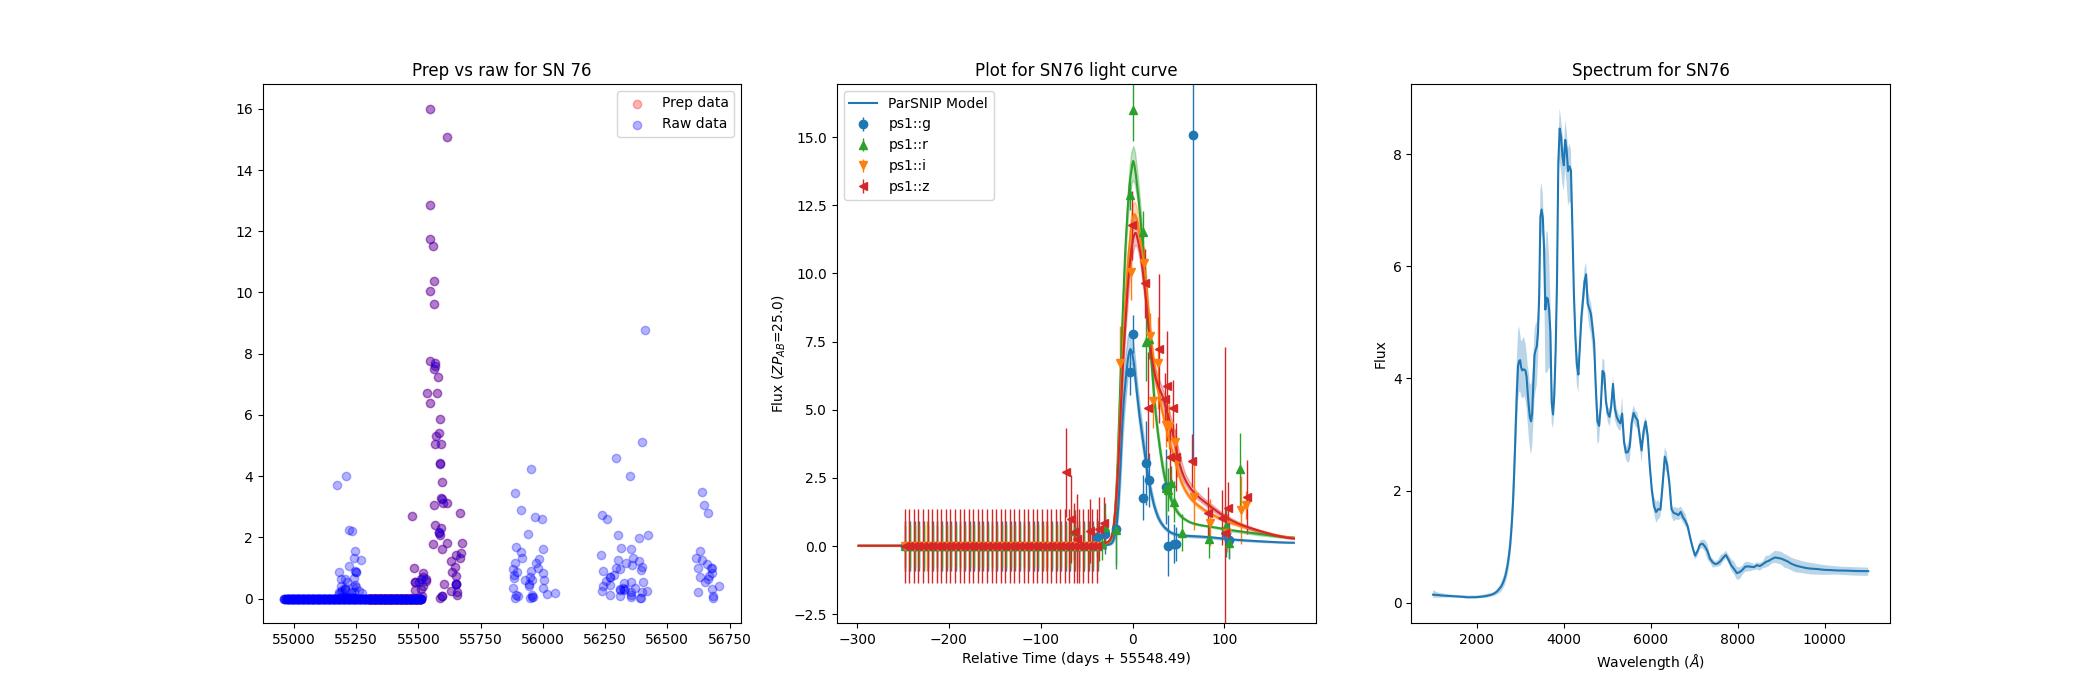 Prep vs raw for SN 76
Prep data
Raw data
16
14
12
10
8
6
4
2
0
55000
55250
55500
55750
56000
56250
56500
56750
Plot for SN76 light curve
ParSNIP Model
ps1::g
ps1::r
ps1::i
ps1::z
Flux (ZP_AB=25.0)
15.0
12.5
10.0
7.5
5.0
2.5
0.0
−2.5
−300
−200
−100
0
100
Relative Time (days + 55548.49)
Spectrum for SN76
Flux
8
6
4
2
0
2000
4000
6000
8000
10000
Wavelength (Å)